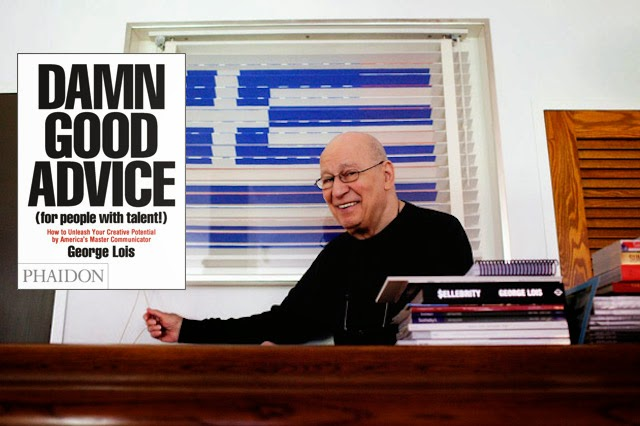 DAMN
GOOD
ADVICE
(for people with talent!)
How to Unleash Your Creative Potential
by America's Master Communicator
George Lois
PHAIDON
$ELLEBRITY GEORGE LOIS